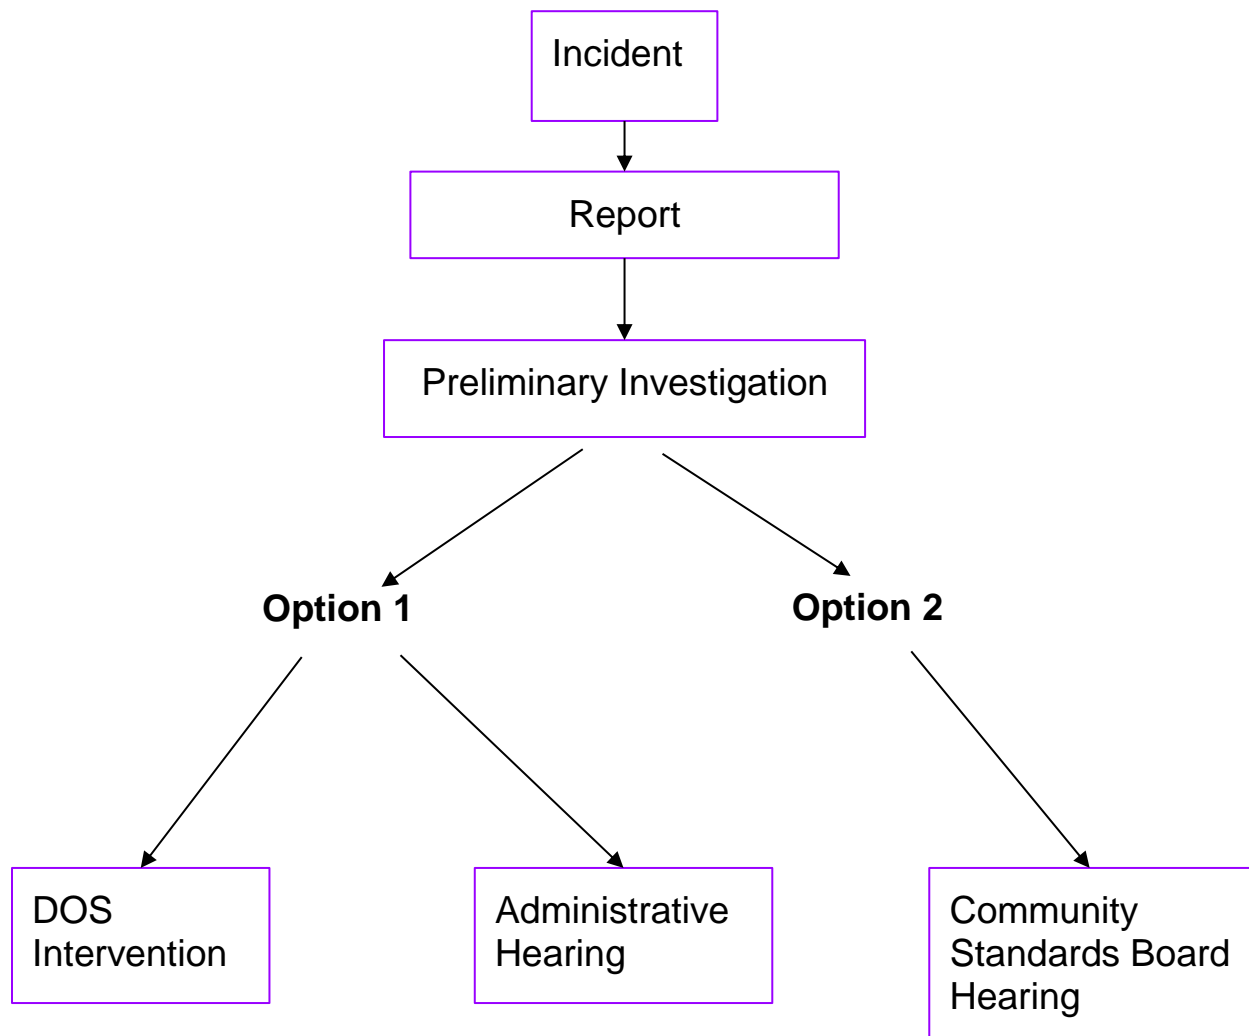 Incident
Report
Preliminary Investigation
Option 1
Option 2
DOS
Intervention
Administrative
Hearing
Community
Standards Board
Hearing